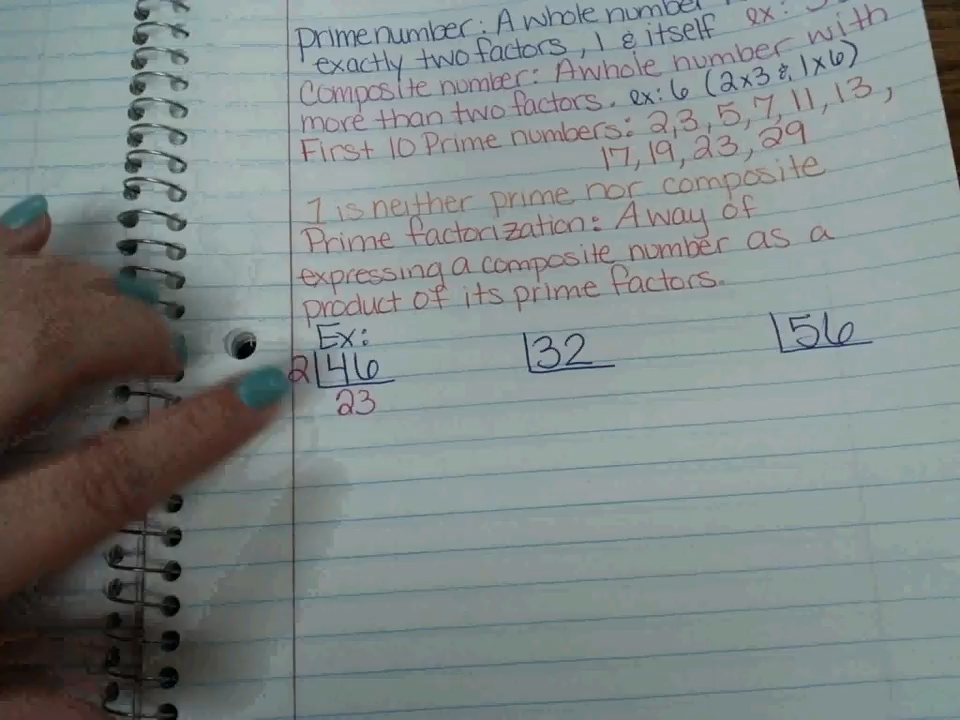 Prime number: A whole number
exactly two factors, 1 & itself ex:
Composite number: A whole number with
more than two factors. ex: 6 (2x3 & 1x6)
First 10 Prime numbers: 2, 3, 5, 7, 11, 13,
17, 19, 23, 29
1 is neither prime nor composite
Prime factorization: A way of
expressing a composite number as a
product of its prime factors.
Ex:
2 46
23
32
56